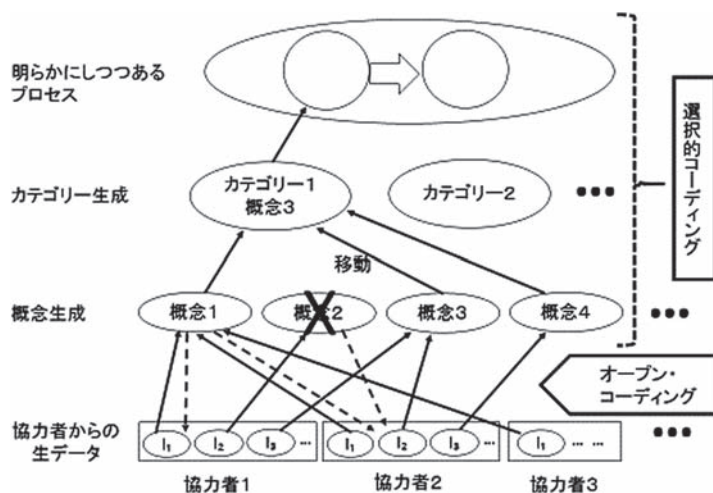 明らかにしつつある
プロセス
カテゴリー生成
カテゴリー1
概念3
カテゴリー2
•••
選択的コーディング
移動
概念生成
概念1
概念2
概念3
概念4
•••
オープン・
コーディング
協力者からの
生データ
I₁
I₂
I₃
...
I₁
I₂
I₃
...
I₁
... ...
•••
協力者1
協力者2
協力者3